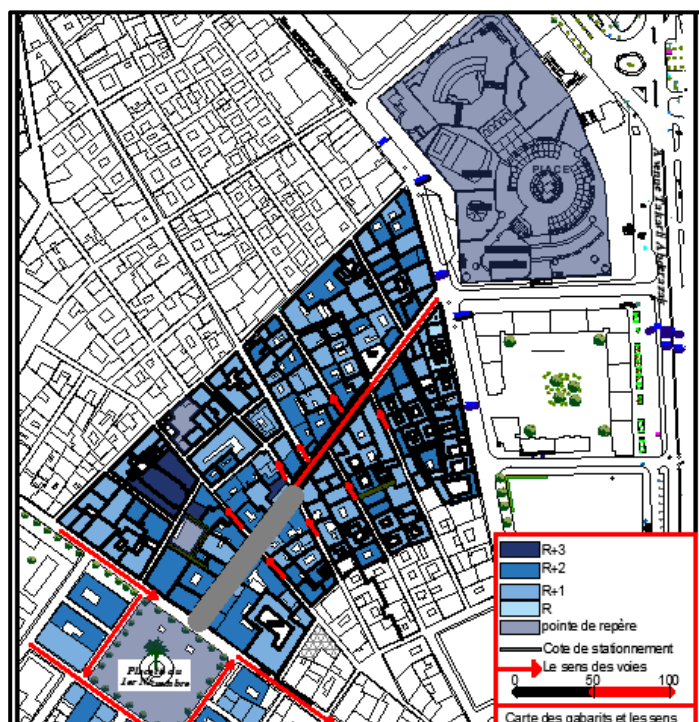 PLACE
Place du
1er Novembre
R+3
R+2
R+1
R
pointe de repère
Cote de stationnement
Le sens des voies
0 50 100
Carte des gabarits et les sens